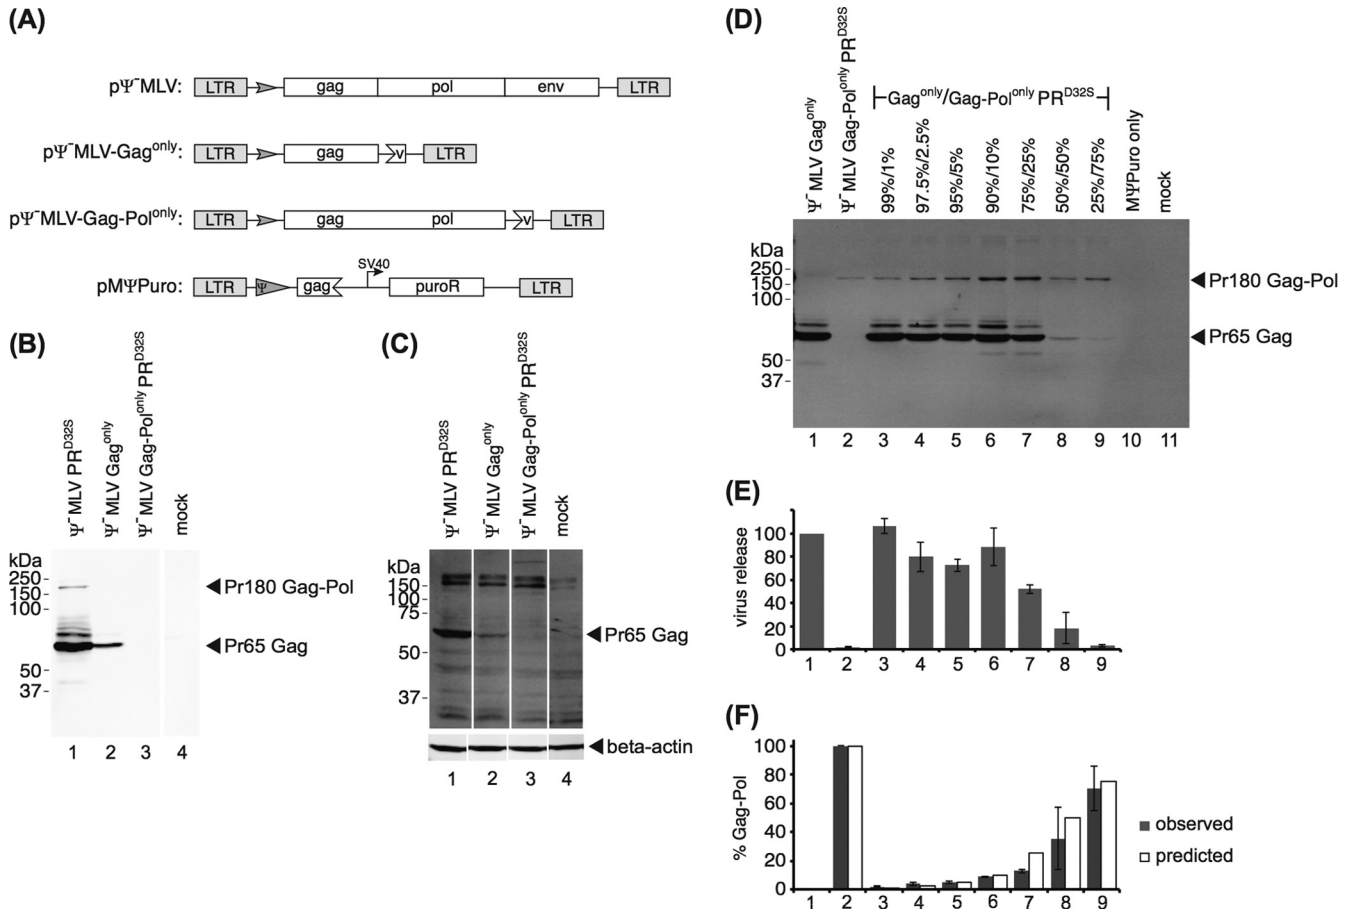 (A)
pΨ⁻MLV: LTR gag pol env LTR
pΨ⁻MLV-Gagᵒⁿˡʸ: LTR gag v LTR
pΨ⁻MLV-Gag-Polᵒⁿˡʸ: LTR gag pol v LTR
SV40
pMΨPuro: LTR Ψ gag puroR LTR
(B)
Ψ⁻MLV PRᴰ³²ˢ
Ψ⁻MLV Gagᵒⁿˡʸ
Ψ⁻MLV Gag-Polᵒⁿˡʸ PRᴰ³²ˢ
mock
kDa
250
150
100
50
37
Pr180 Gag-Pol
Pr65 Gag
1 2 3 4
(C)
Ψ⁻MLV PRᴰ³²ˢ
Ψ⁻MLV Gagᵒⁿˡʸ
Ψ⁻MLV Gag-Polᵒⁿˡʸ PRᴰ³²ˢ
mock
kDa
150
100
75
50
37
Pr65 Gag
beta-actin
1 2 3 4
(D)
Ψ⁻MLV Gagᵒⁿˡʸ
Ψ⁻MLV Gag-Polᵒⁿˡʸ PRᴰ³²ˢ
Gagᵒⁿˡʸ/Gag-Polᵒⁿˡʸ PRᴰ³²ˢ
99%/1%
97.5%/2.5%
95%/5%
90%/10%
75%/25%
50%/50%
25%/75%
MΨPuro only
mock
kDa
250
150
100
50
37
Pr180 Gag-Pol
Pr65 Gag
1 2 3 4 5 6 7 8 9 10 11
(E)
virus release
100
80
60
40
20
0
1 2 3 4 5 6 7 8 9
(F)
% Gag-Pol
100
80
60
40
20
0
1 2 3 4 5 6 7 8 9
observed
predicted